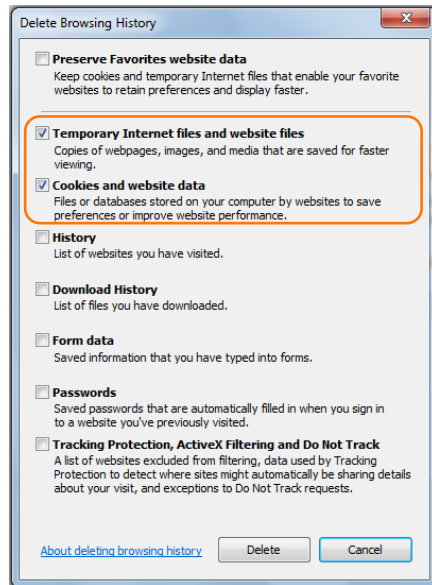 Delete Browsing History
Preserve Favorites website data
Keep cookies and temporary Internet files that enable your favorite
websites to retain preferences and display faster.
Temporary Internet files and website files
Copies of webpages, images, and media that are saved for faster
viewing.
Cookies and website data
Files or databases stored on your computer by websites to save
preferences or improve website performance.
History
List of websites you have visited.
Download History
List of files you have downloaded.
Form data
Saved information that you have typed into forms.
Passwords
Saved passwords that are automatically filled in when you sign in
to a website you've previously visited.
Tracking Protection, ActiveX Filtering and Do Not Track
A list of websites excluded from filtering, data used by Tracking
Protection to detect where sites might automatically be sharing details
about your visit, and exceptions to Do Not Track requests.
About deleting browsing history Delete Cancel